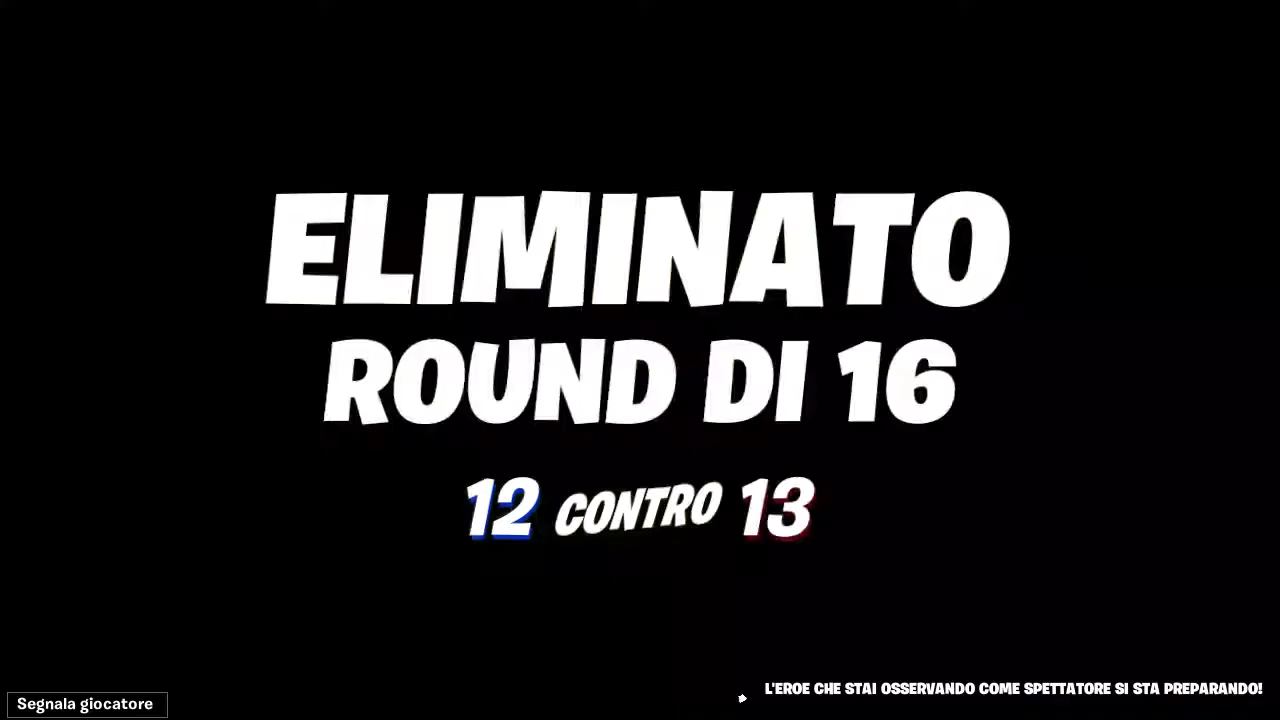 ELIMINATO
ROUND DI 16
12 CONTRO 13
L'EROE CHE STAI OSSERVANDO COME SPETTATORE SI STA PREPARANDO!
Segnala giocatore